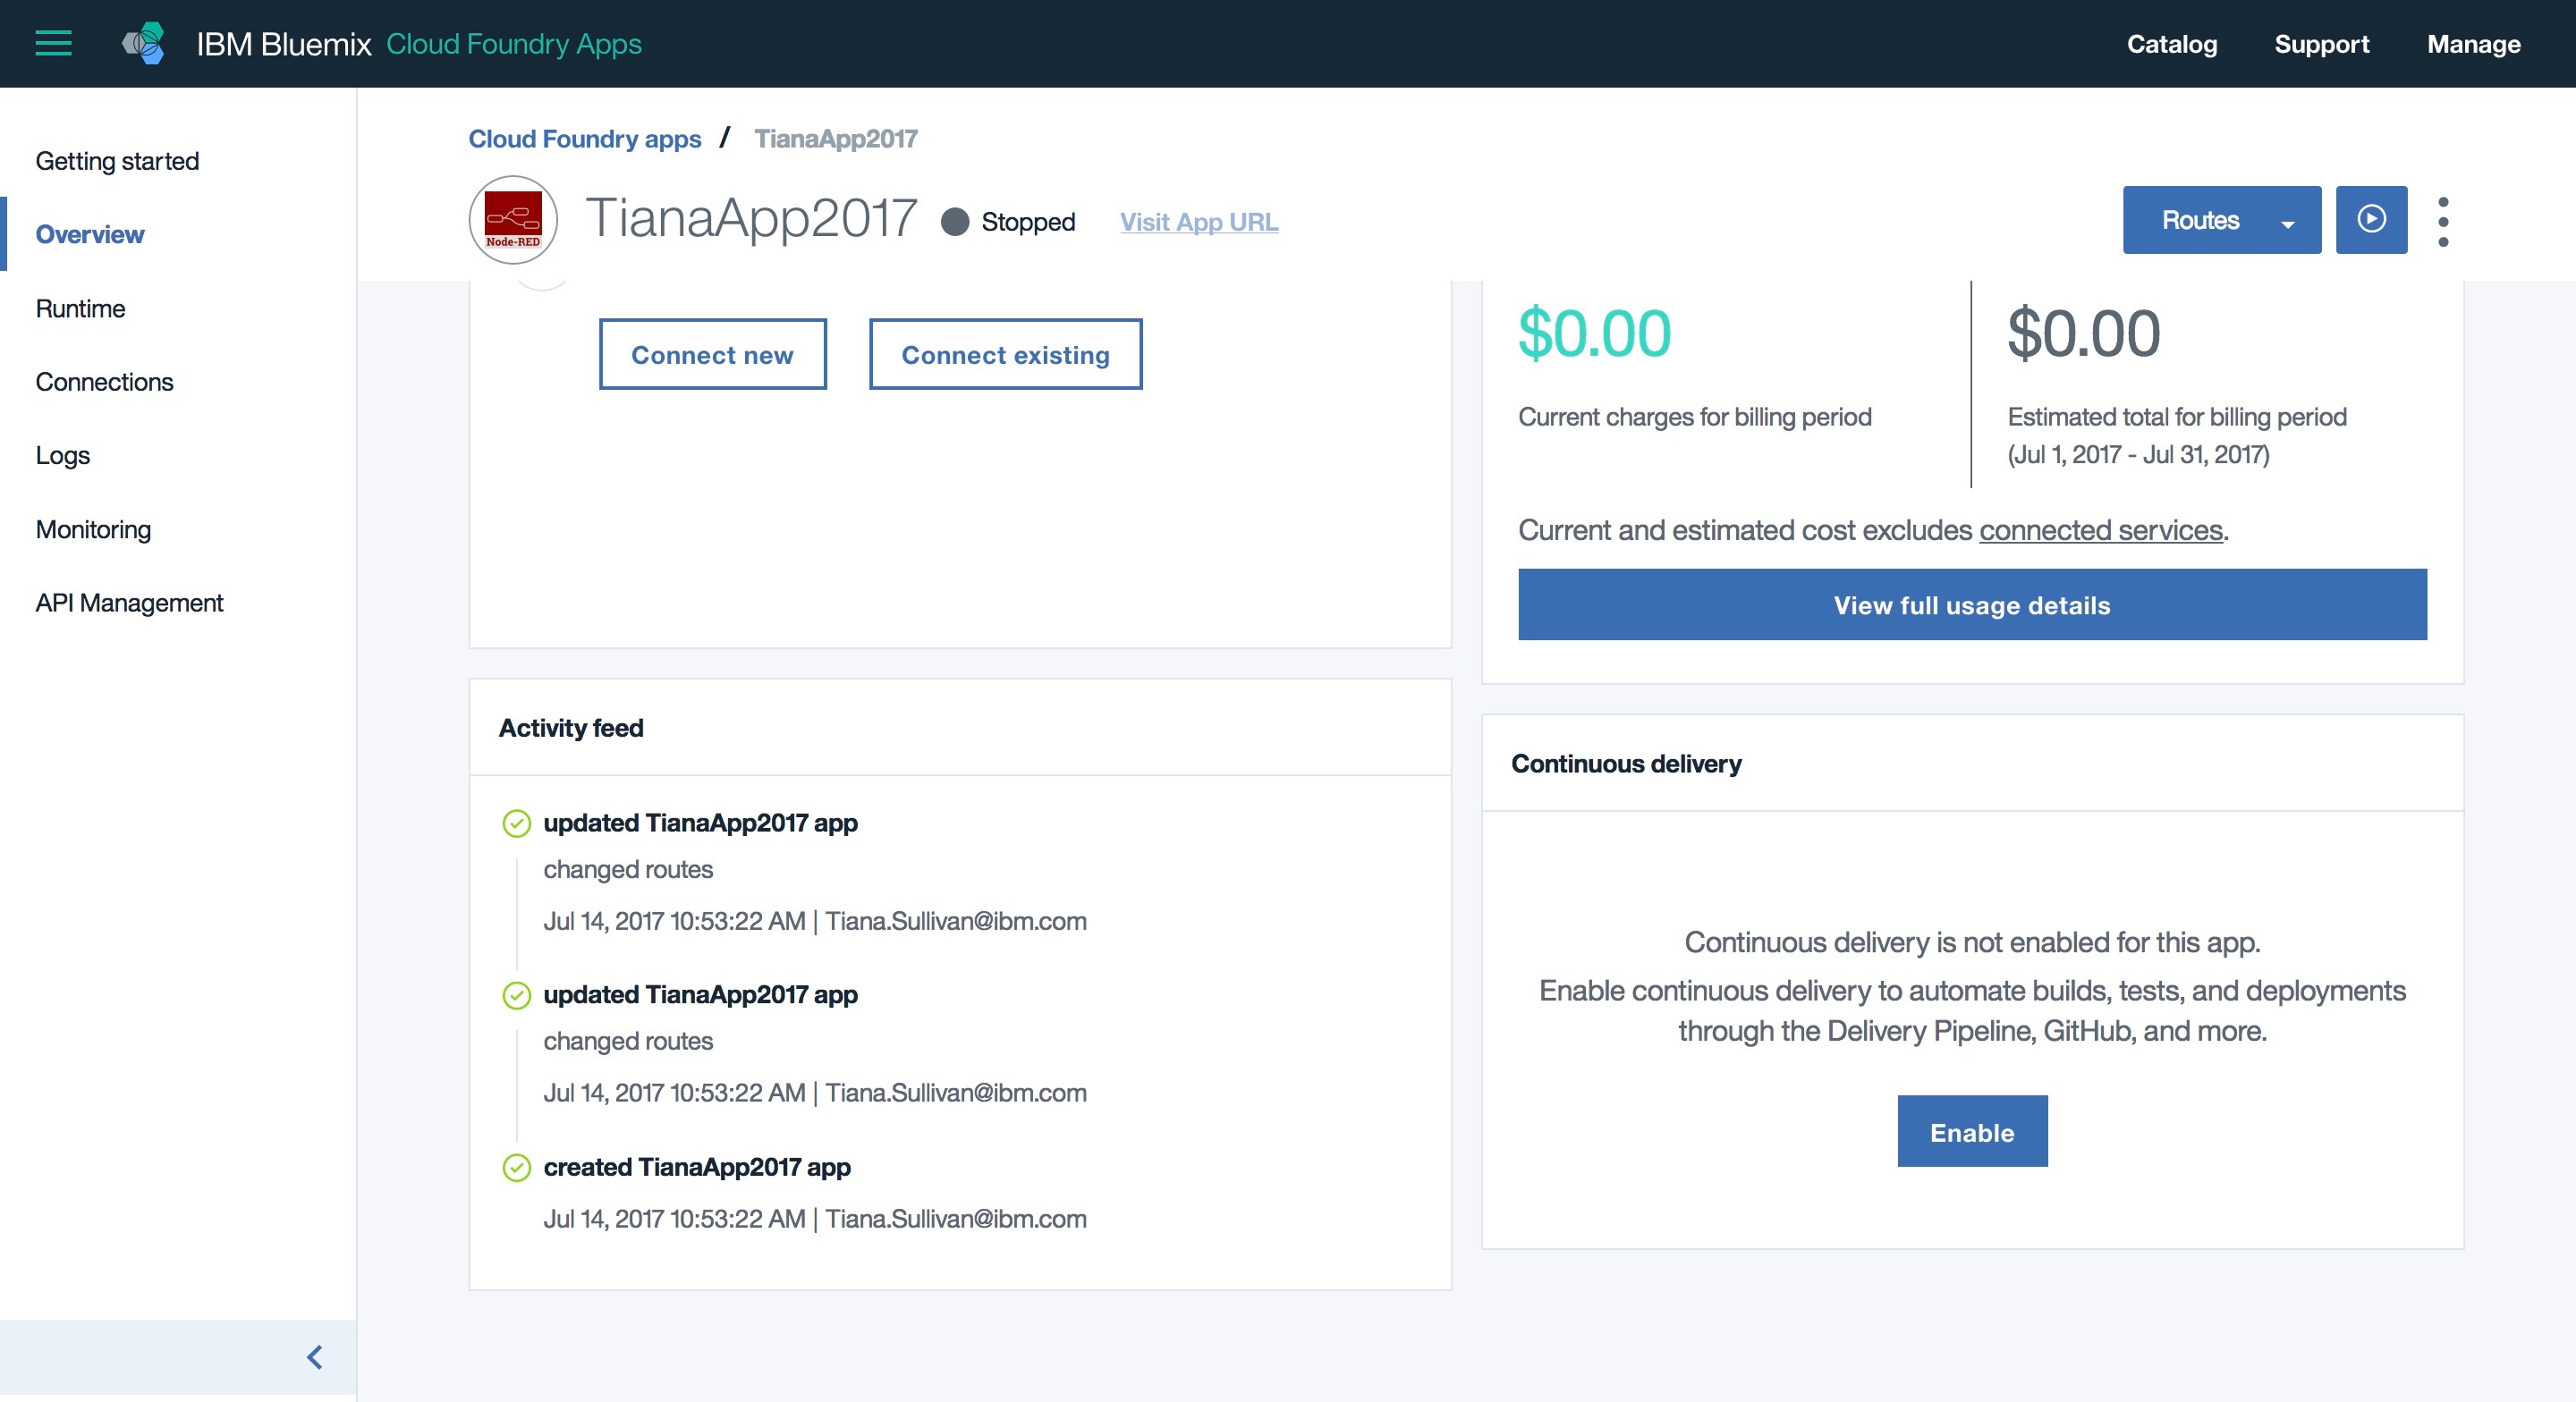 IBM Bluemix Cloud Foundry Apps
Catalog
Support
Manage
Getting started
Overview
Runtime
Connections
Logs
Monitoring
API Management
Cloud Foundry apps / TianaApp2017
Node-RED
TianaApp2017
Stopped
Visit App URL
Routes
Connect new
Connect existing
$0.00
Current charges for billing period
$0.00
Estimated total for billing period
(Jul 1, 2017 - Jul 31, 2017)
Current and estimated cost excludes connected services.
View full usage details
Activity feed
updated TianaApp2017 app
changed routes
Jul 14, 2017 10:53:22 AM | Tiana.Sullivan@ibm.com
updated TianaApp2017 app
changed routes
Jul 14, 2017 10:53:22 AM | Tiana.Sullivan@ibm.com
created TianaApp2017 app
Jul 14, 2017 10:53:22 AM | Tiana.Sullivan@ibm.com
Continuous delivery
Continuous delivery is not enabled for this app.
Enable continuous delivery to automate builds, tests, and deployments
through the Delivery Pipeline, GitHub, and more.
Enable